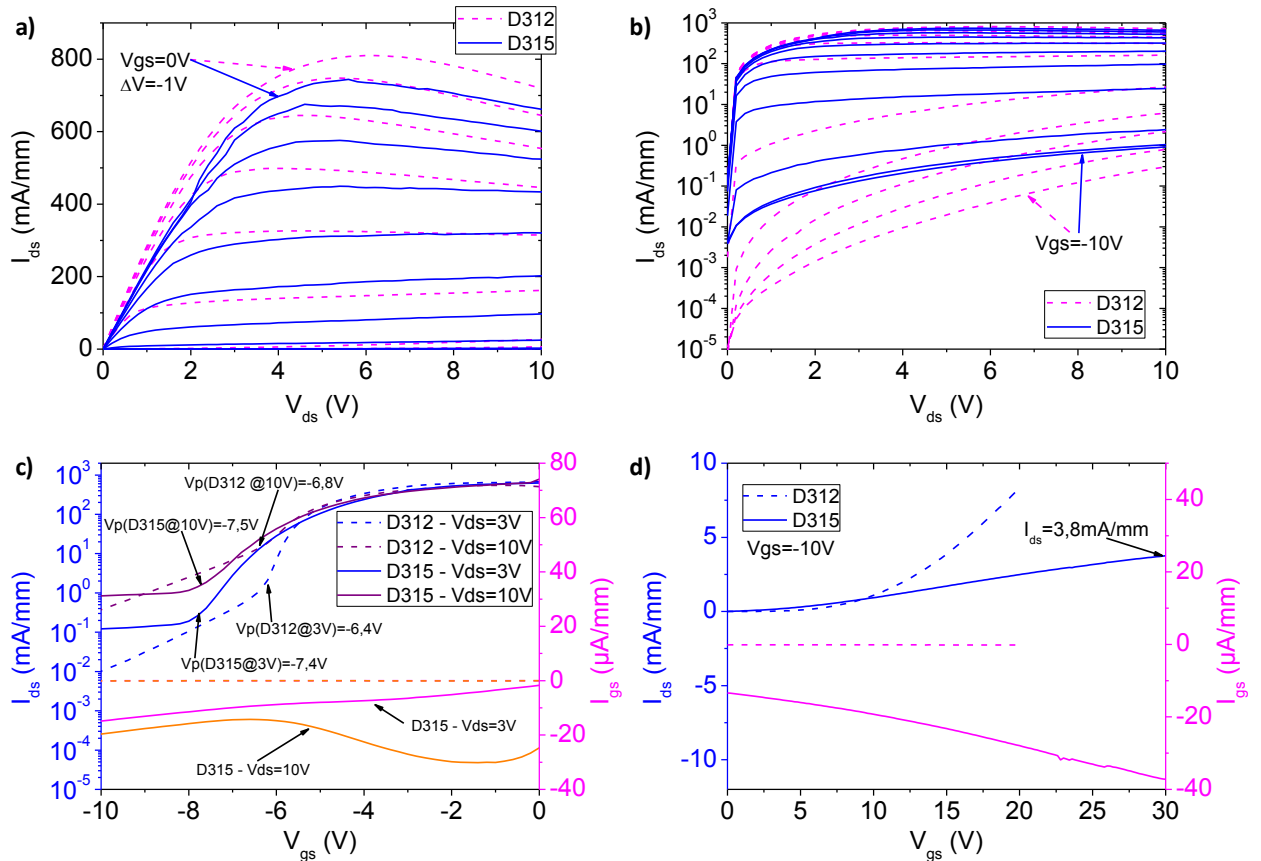 a)
D312
D315
Vgs=0V
ΔV=-1V
800
600
400
200
0
I_ds (mA/mm)
0 2 4 6 8 10
V_ds (V)
b)
10^3
10^2
10^1
10^0
10^-1
10^-2
10^-3
10^-4
10^-5
I_ds (mA/mm)
Vgs=-10V
D312
D315
0 2 4 6 8 10
V_ds (V)
c)
10^3
10^2
10^1
10^0
10^-1
10^-2
10^-3
10^-4
10^-5
I_ds (mA/mm)
Vp(D312 @10V)=-6,8V
Vp(D315@10V)=-7,5V
D312 - Vds=3V
D312 - Vds=10V
D315 - Vds=3V
D315 - Vds=10V
Vp(D312@3V)=-6,4V
Vp(D315@3V)=-7,4V
D315 - Vds=3V
D315 - Vds=10V
80
60
40
20
0
-20
-40
I_gs (µA/mm)
-10 -8 -6 -4 -2 0
V_gs (V)
d)
10
5
0
-5
-10
I_ds (mA/mm)
D312
D315
Vgs=-10V
I_ds=3,8mA/mm
40
20
0
-20
-40
I_gs (µA/mm)
0 5 10 15 20 25 30
V_gs (V)